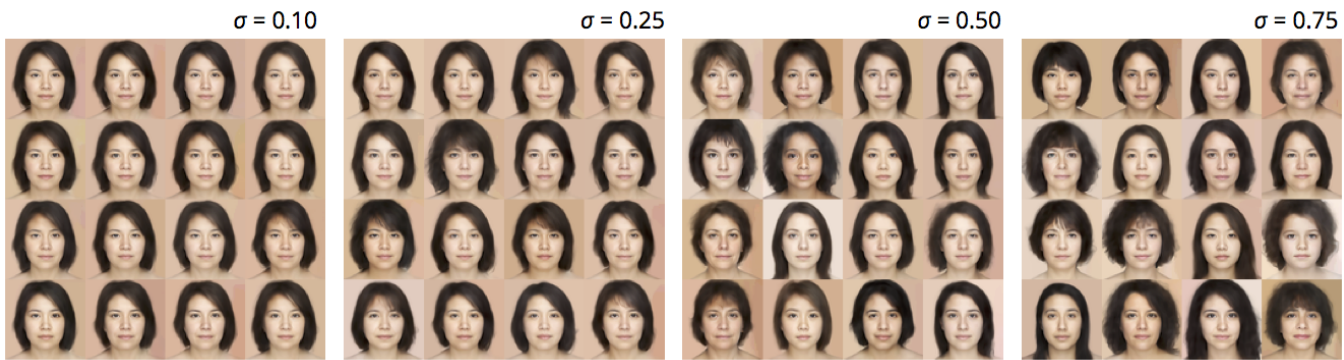 σ = 0.10
σ = 0.25
σ = 0.50
σ = 0.75